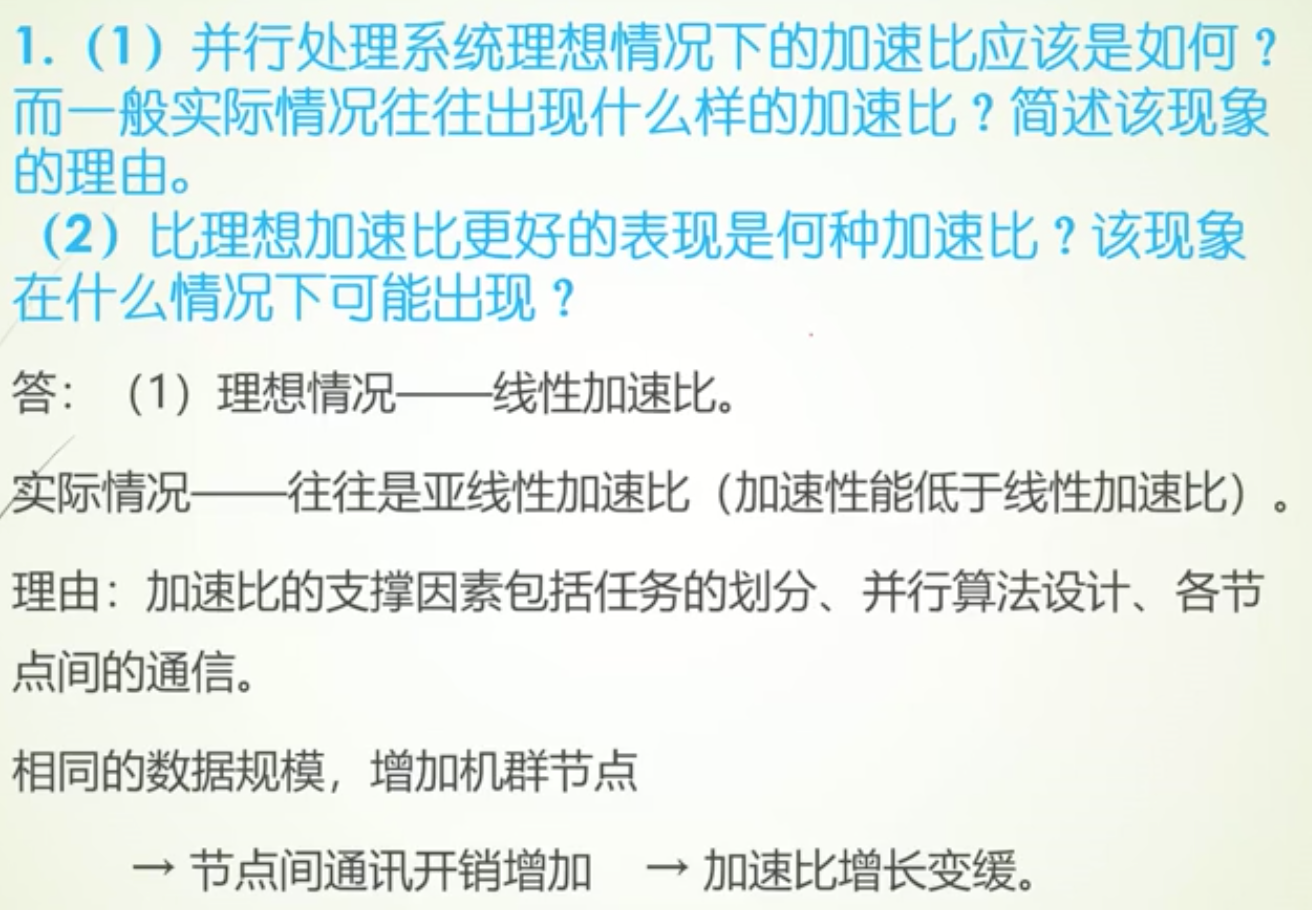 1.（1）并行处理系统理想情况下的加速比应该是如何？
而一般实际情况往往出现什么样的加速比？简述该现象
的理由。
（2）比理想加速比更好的表现是何种加速比？该现象
在什么情况下可能出现？
答：（1）理想情况——线性加速比。
实际情况——往往是亚线性加速比（加速性能低于线性加速比）。
理由：加速比的支撑因素包括任务的划分、并行算法设计、各节
点间的通信。
相同的数据规模，增加机群节点
→ 节点间通讯开销增加 → 加速比增长变缓。